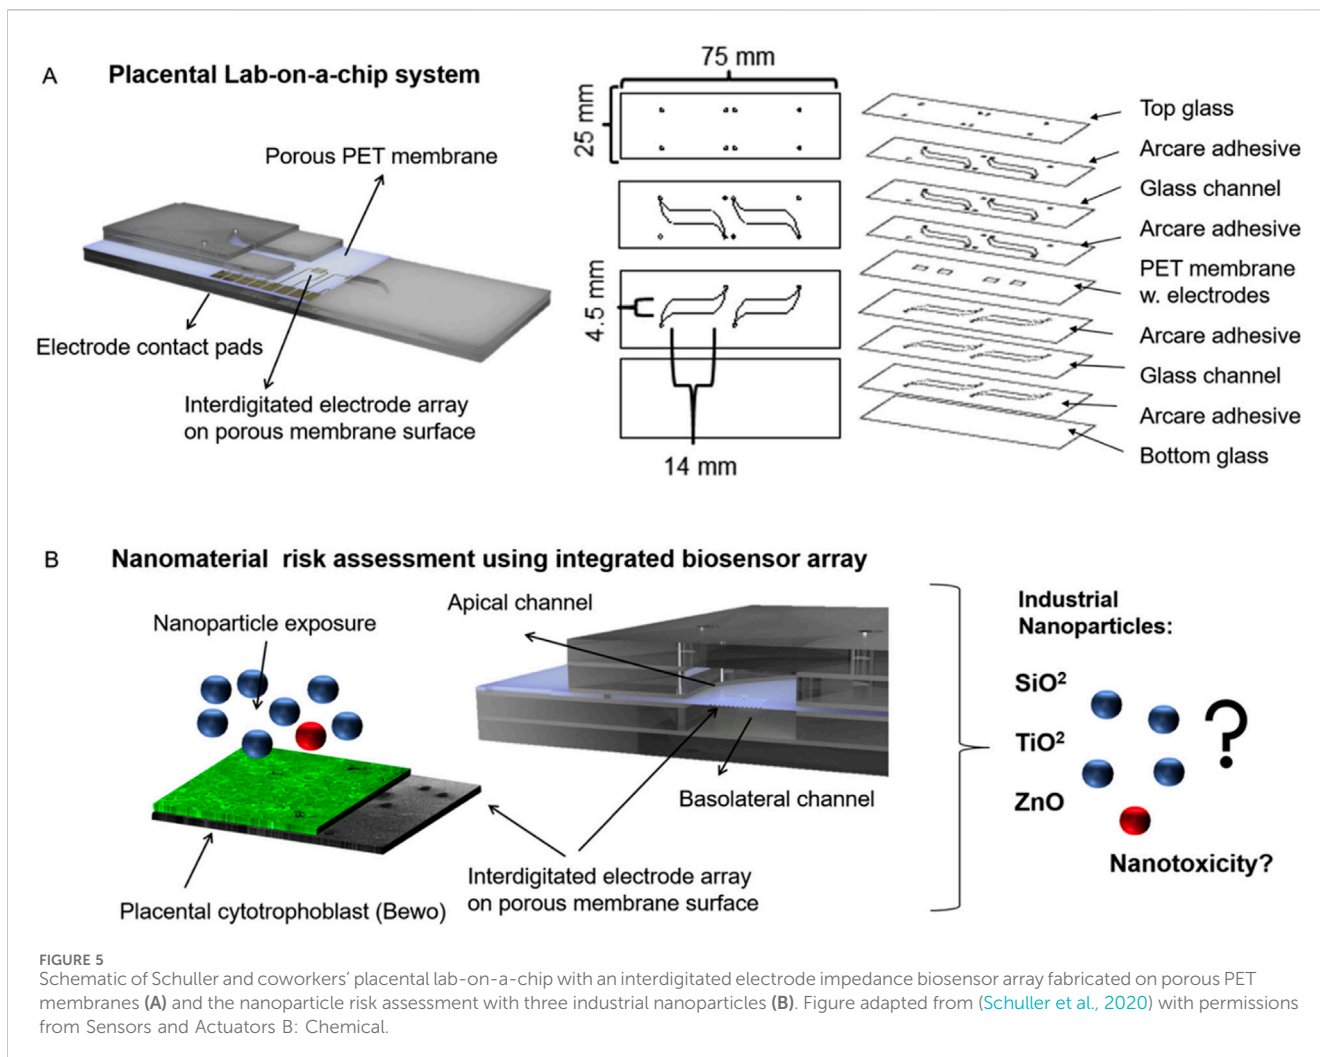 A Placental Lab-on-a-chip system
Porous PET membrane
Electrode contact pads
Interdigitated electrode array
on porous membrane surface
75 mm
25 mm
4.5 mm
14 mm
Top glass
Arcare adhesive
Glass channel
Arcare adhesive
PET membrane
w. electrodes
Arcare adhesive
Glass channel
Arcare adhesive
Bottom glass
B Nanomaterial risk assessment using integrated biosensor array
Nanoparticle exposure
Apical channel
Basolateral channel
Interdigitated electrode array
on porous membrane surface
Placental cytotrophoblast (Bewo)
Industrial
Nanoparticles:
SiO²
TiO²
ZnO
?
Nanotoxicity?
FIGURE 5
Schematic of Schuller and coworkers' placental lab-on-a-chip with an interdigitated electrode impedance biosensor array fabricated on porous PET
membranes (A) and the nanoparticle risk assessment with three industrial nanoparticles (B). Figure adapted from (Schuller et al., 2020) with permissions
from Sensors and Actuators B: Chemical.